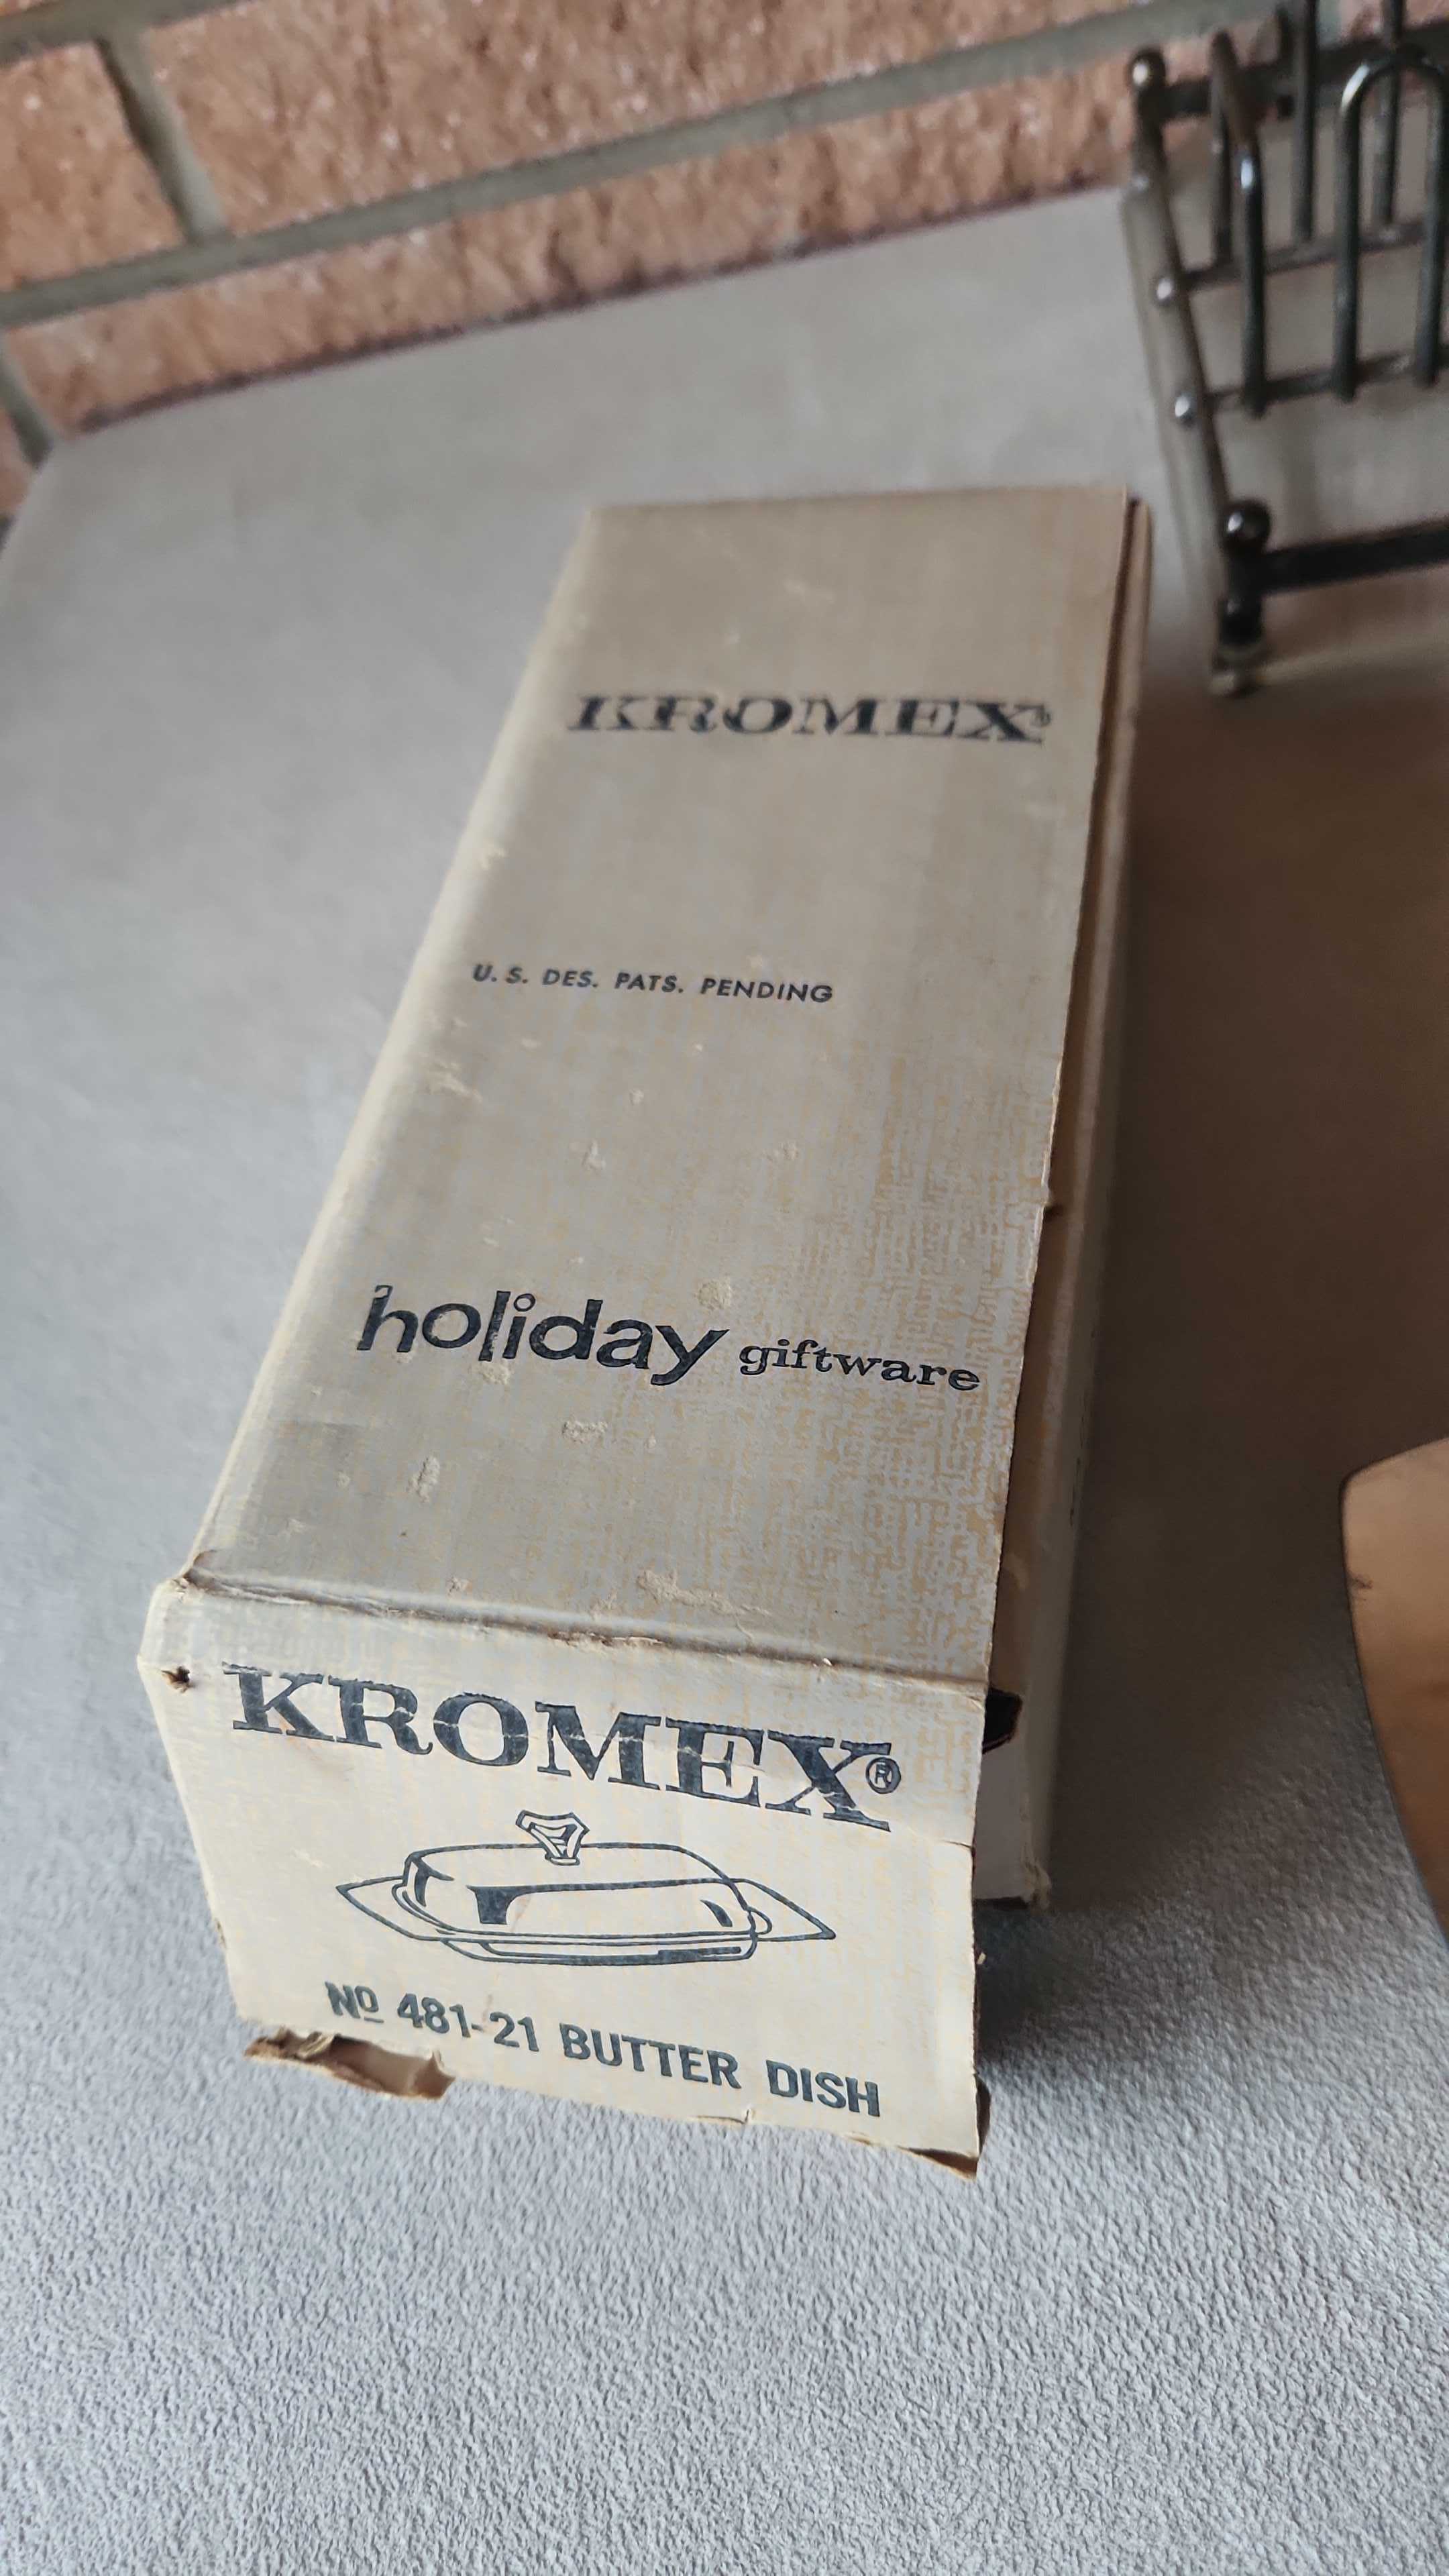 KROMEX®
U. S. DES. PATS. PENDING
holiday giftware
KROMEX®
Nº 481-21 BUTTER DISH